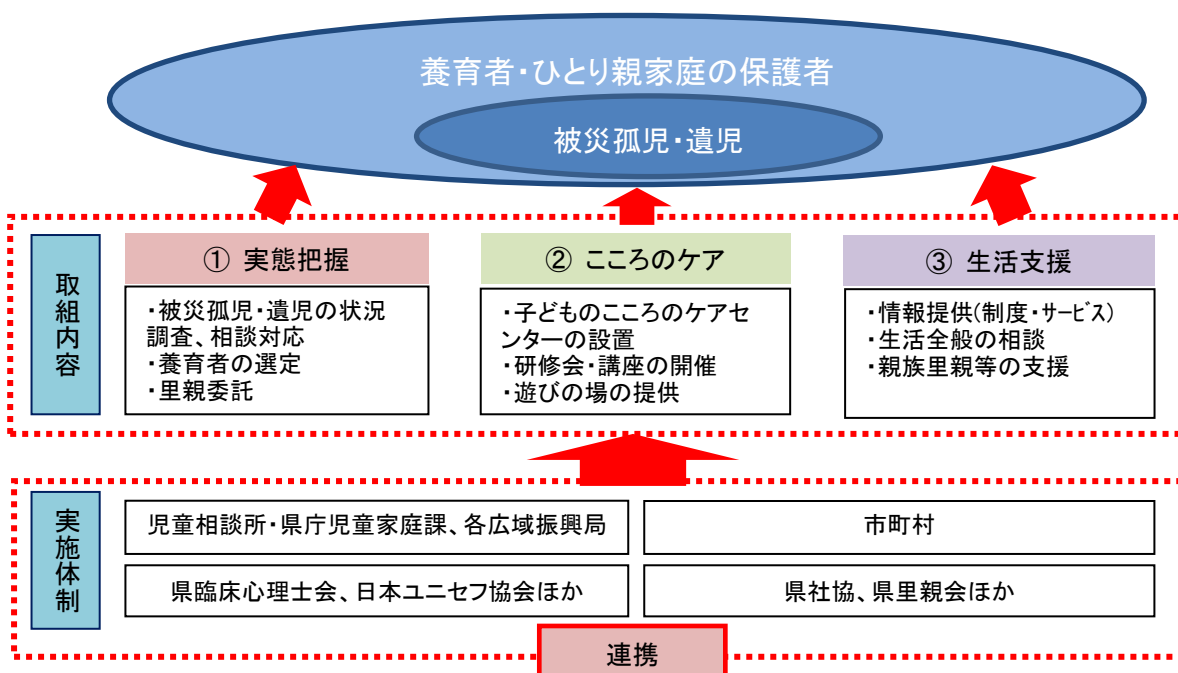 養育者・ひとり親家庭の保護者
被災孤児・遺児
取組内容
① 実態把握
・被災孤児・遺児の状況
調査、相談対応
・養育者の選定
・里親委託
② こころのケア
・子どものこころのケアセ
ンターの設置
・研修会・講座の開催
・遊びの場の提供
③ 生活支援
・情報提供(制度・サービス)
・生活全般の相談
・親族里親等の支援
実施体制
児童相談所・県庁児童家庭課、各広域振興局
市町村
県臨床心理士会、日本ユニセフ協会ほか
県社協、県里親会ほか
連携